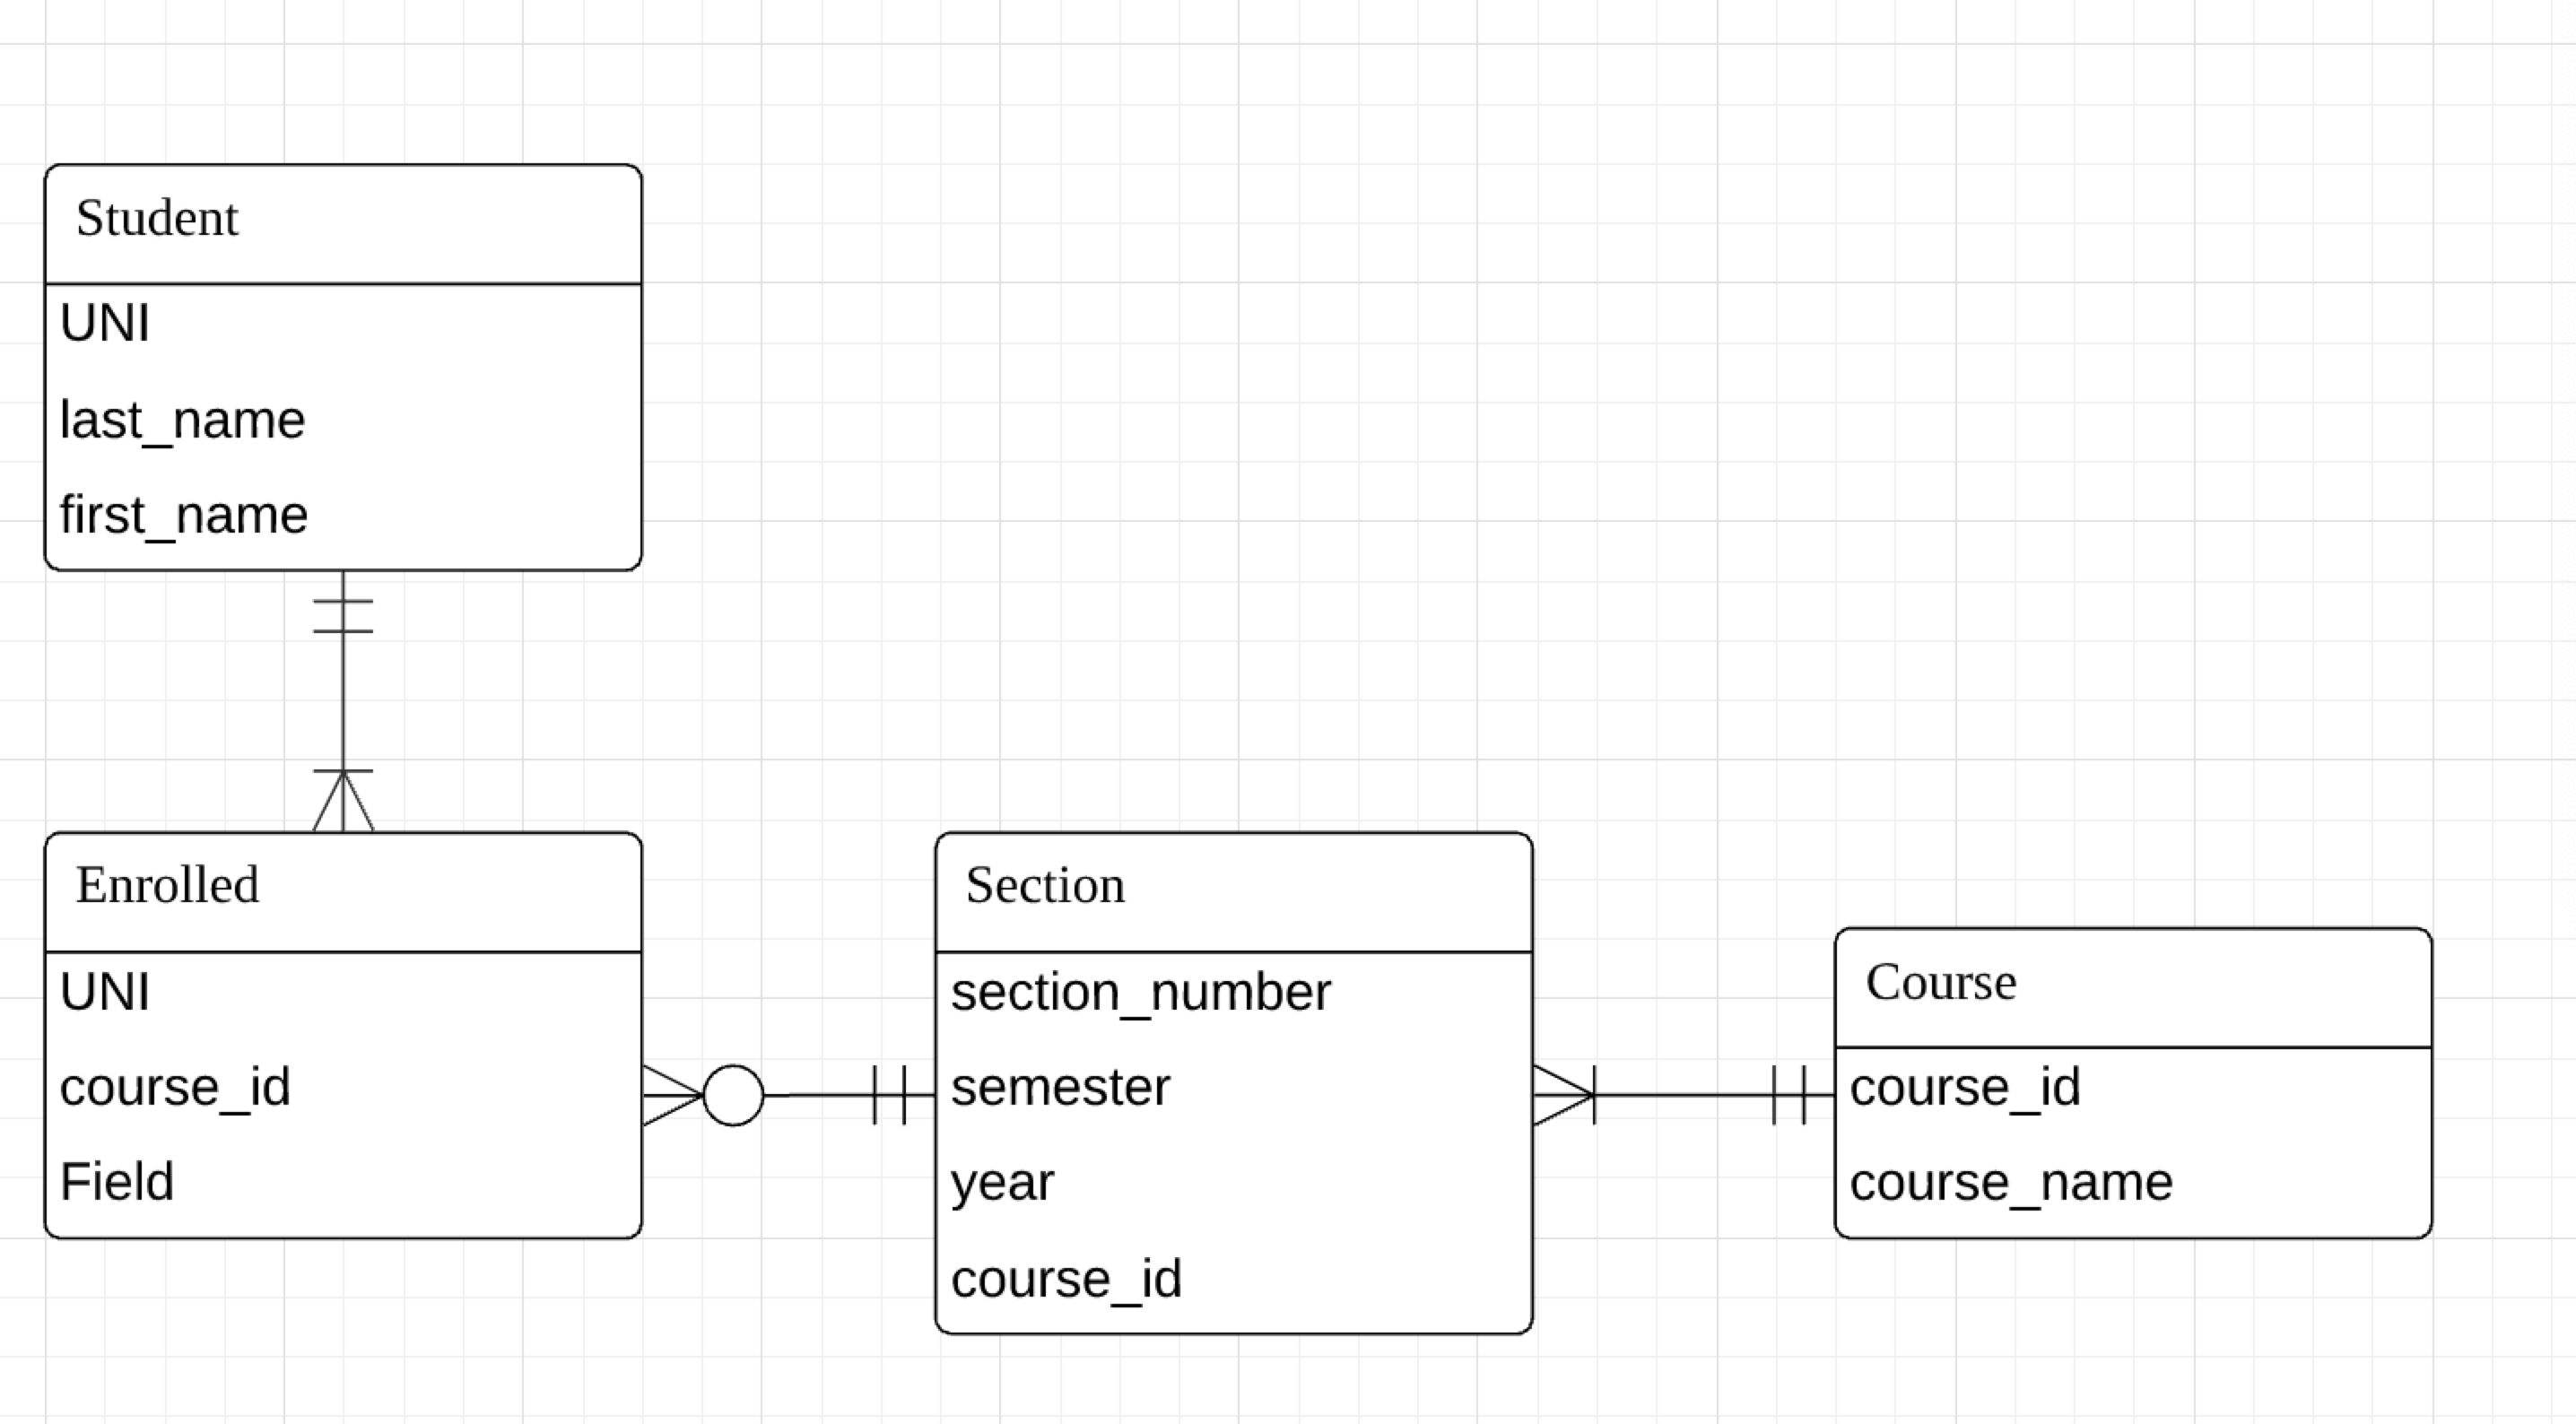 Student
UNI
last_name
first_name
Enrolled
UNI
course_id
Field
Section
section_number
semester
year
course_id
Course
course_id
course_name